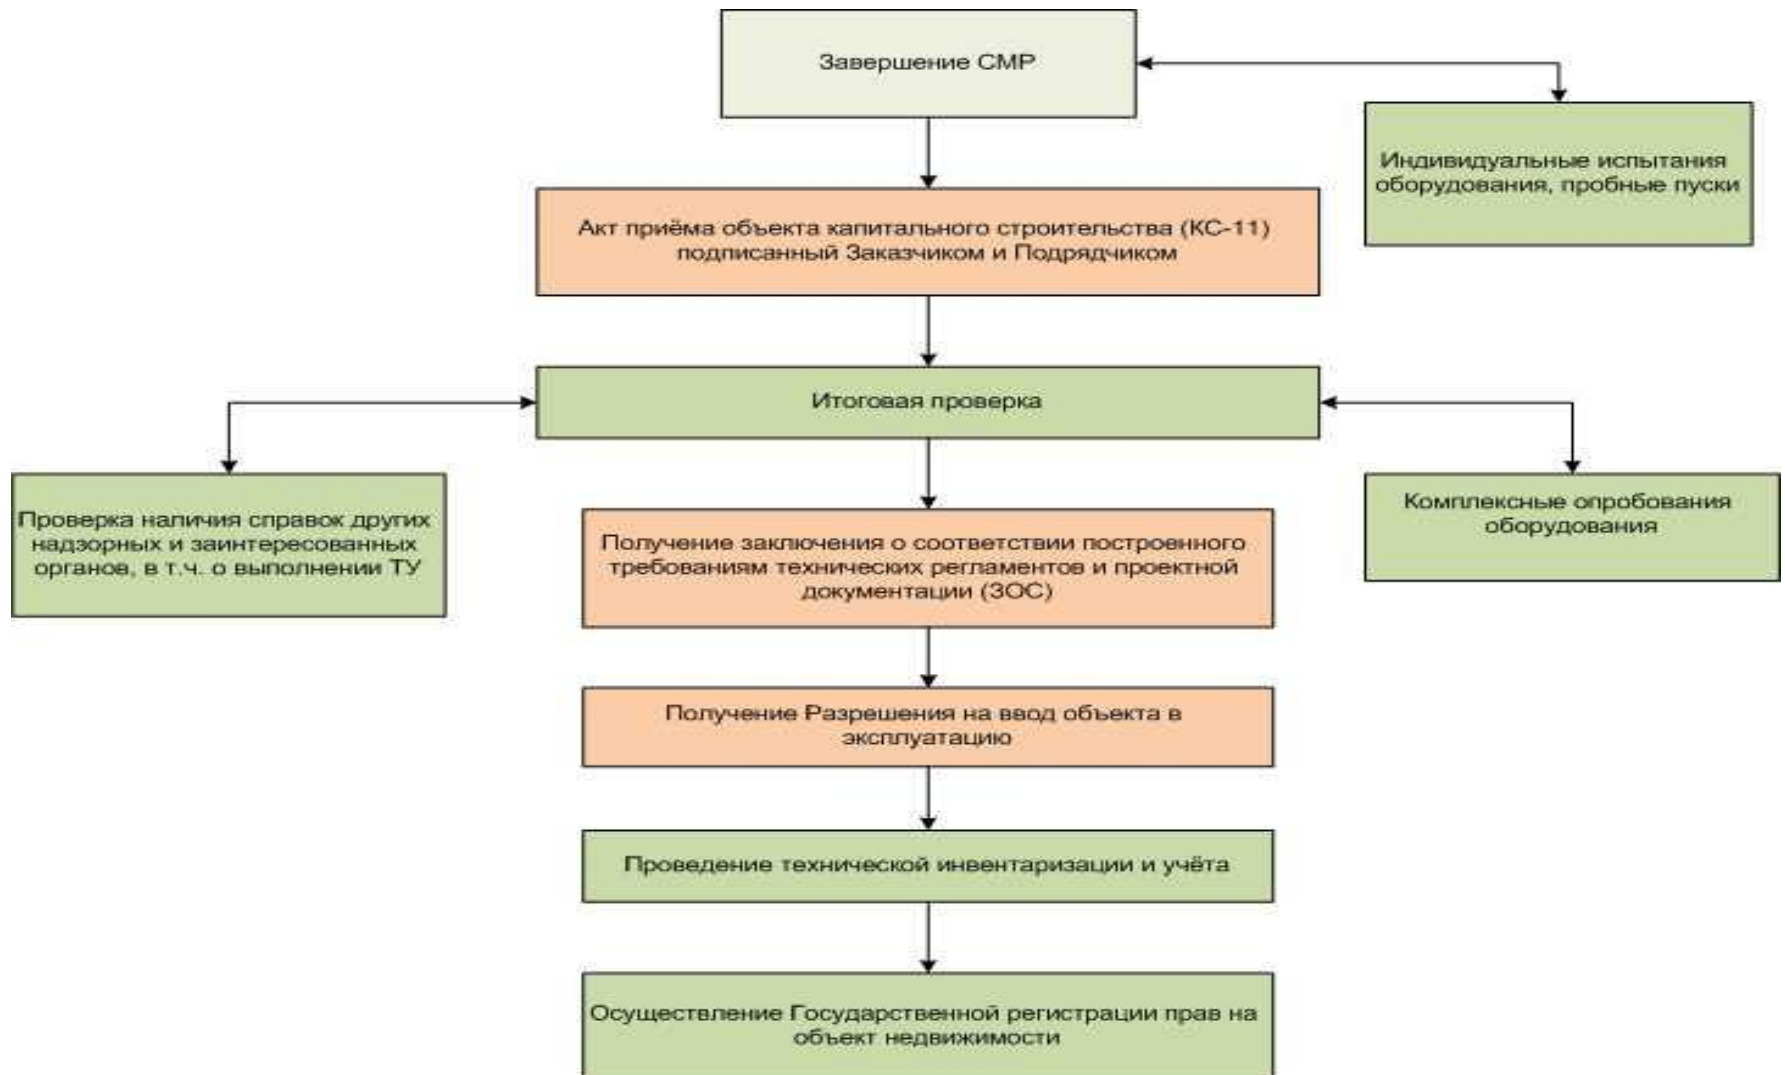 Завершение СМР
Индивидуальные испытания
оборудования, пробные пуски
Акт приёма объекта капитального строительства (КС-11)
подписанный Заказчиком и Подрядчиком
Итоговая проверка
Проверка наличия справок других
надзорных и заинтересованных
органов, в т.ч. о выполнении ТУ
Комплексные опробования
оборудования
Получение заключения о соответствии построенного
требованиям технических регламентов и проектной
документации (ЗОС)
Получение Разрешения на ввод объекта в
эксплуатацию
Проведение технической инвентаризации и учёта
Осуществление Государственной регистрации прав на
объект недвижимости